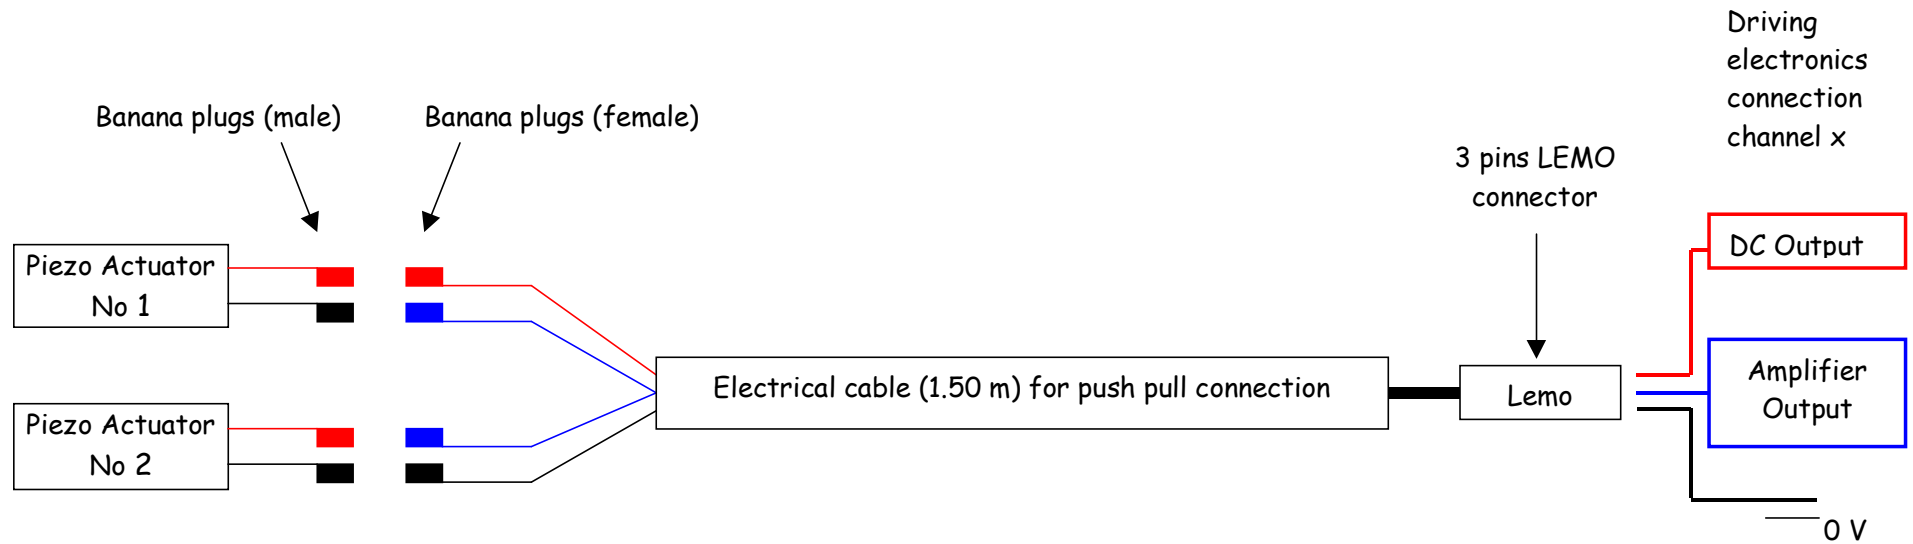 Driving
electronics
connection
channel x
Banana plugs (male)
Banana plugs (female)
3 pins LEMO
connector
Piezo Actuator
No 1
DC Output
Electrical cable (1.50 m) for push pull connection
Lemo
Amplifier
Output
Piezo Actuator
No 2
0 V